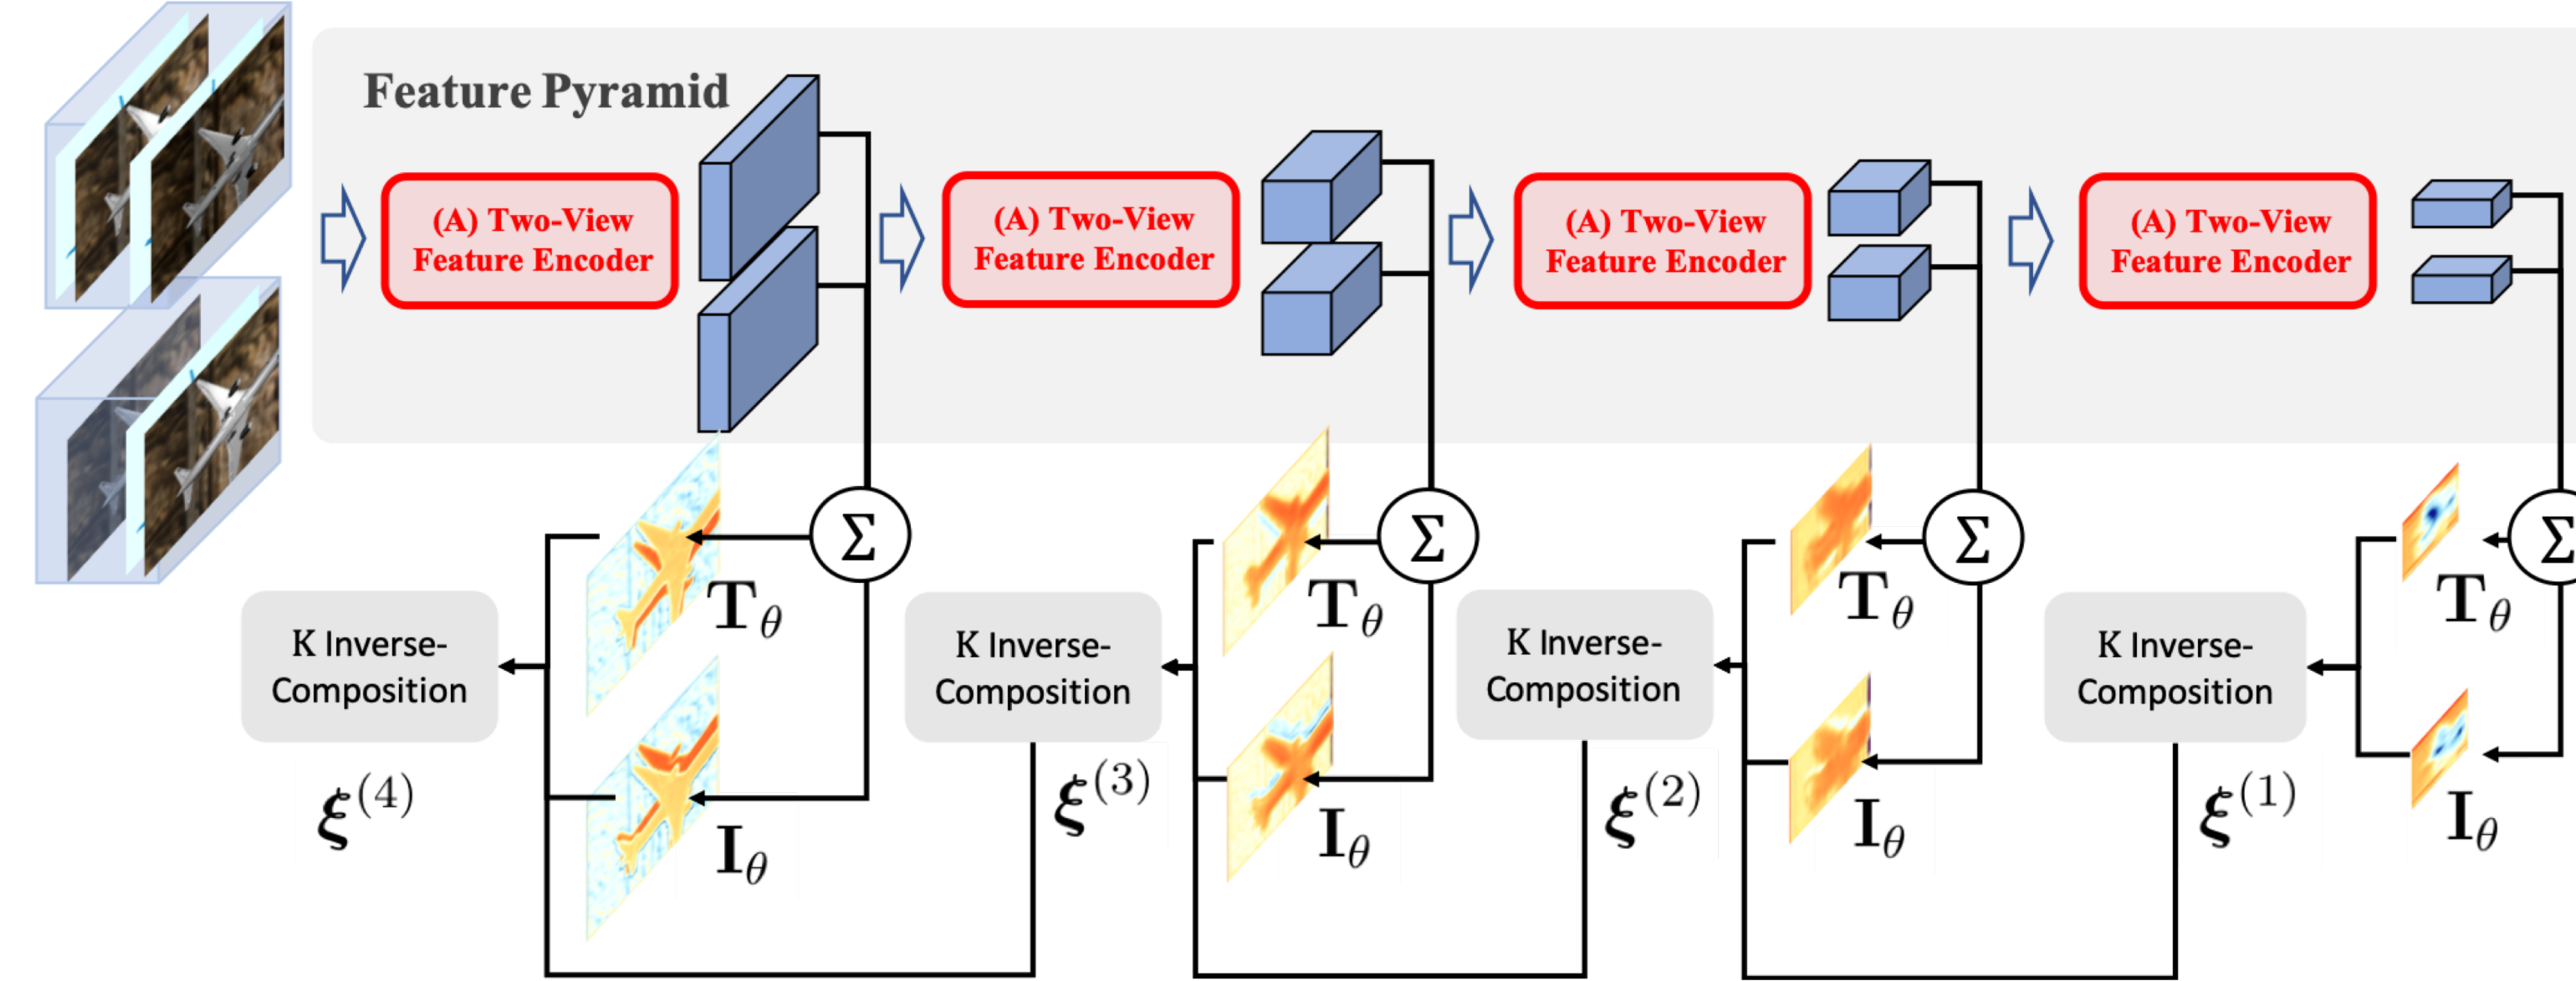 Feature Pyramid
(A) Two-View
Feature Encoder
(A) Two-View
Feature Encoder
(A) Two-View
Feature Encoder
(A) Two-View
Feature Encoder
Σ
Σ
Σ
Σ
T_θ
T_θ
T_θ
T_θ
K Inverse-
Composition
K Inverse-
Composition
K Inverse-
Composition
K Inverse-
Composition
ξ^(4)
I_θ
ξ^(3)
I_θ
ξ^(2)
I_θ
ξ^(1)
I_θ